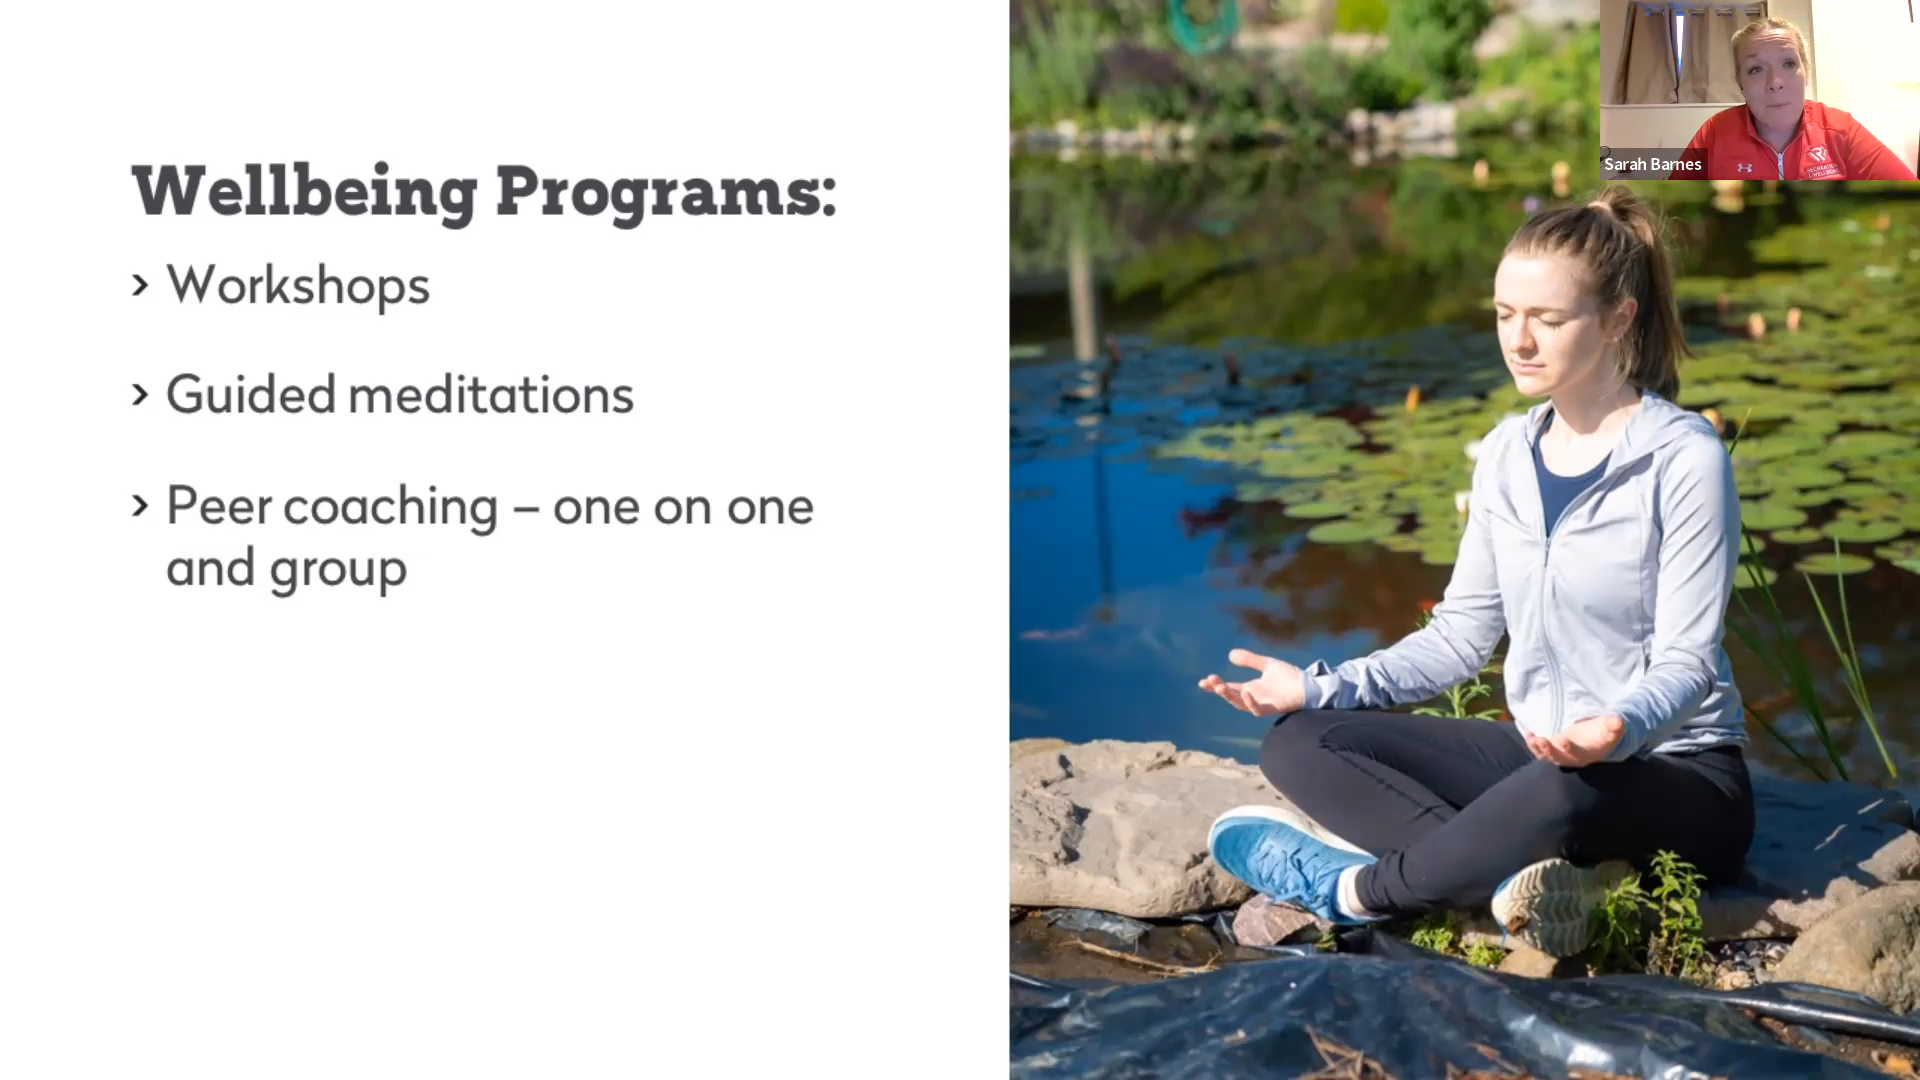 Wellbeing Programs:
› Workshops
› Guided meditations
› Peer coaching – one on one
and group
Sarah Barnes